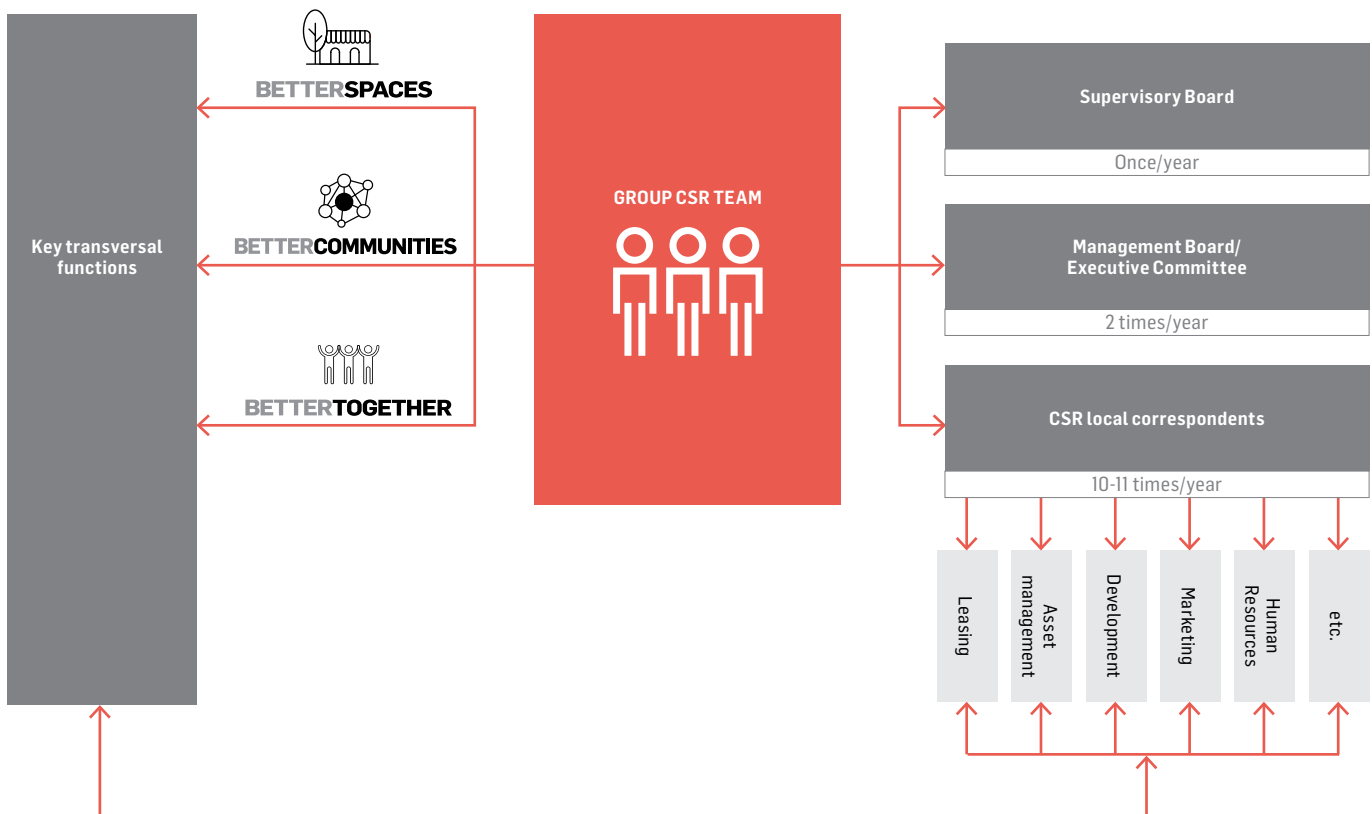 Key transversal
functions
BETTERSPACES
BETTERCOMMUNITIES
BETTERTOGETHER
GROUP CSR TEAM
Supervisory Board
Once/year
Management Board/
Executive Committee
2 times/year
CSR local correspondents
10-11 times/year
Leasing
Asset
management
Development
Marketing
Human
Resources
etc.